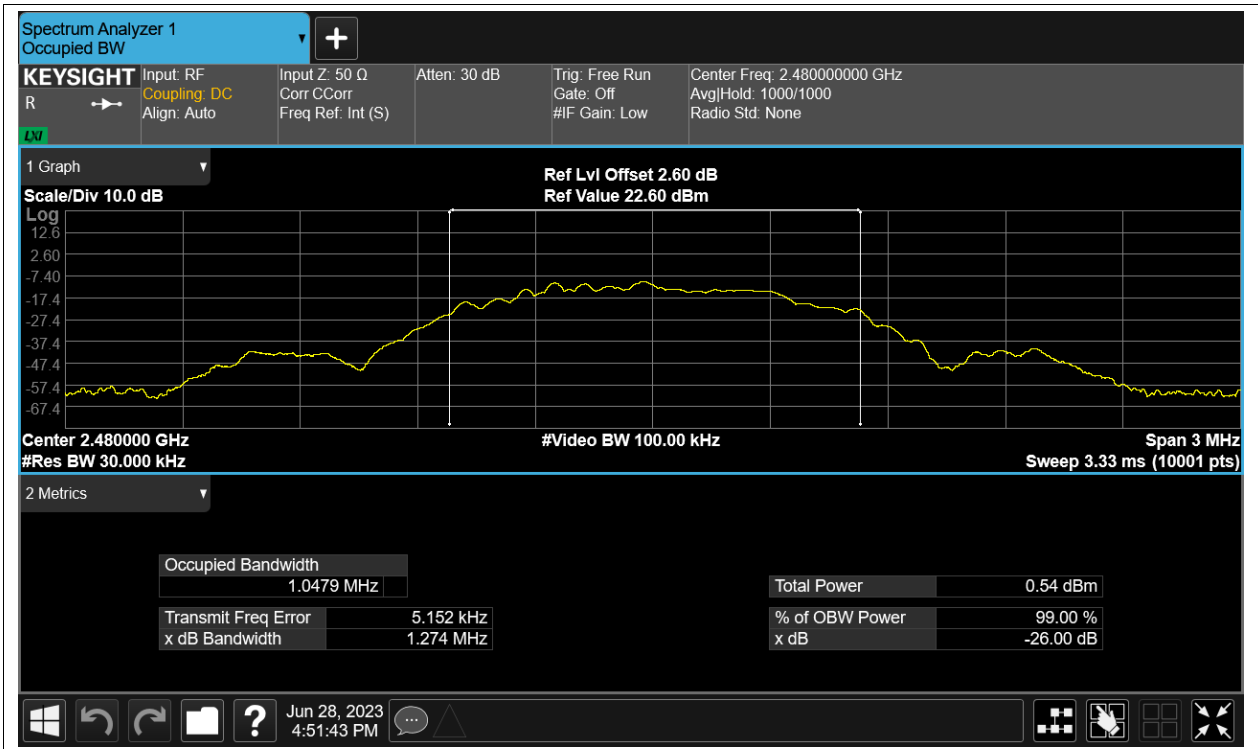 Spectrum Analyzer 1
Occupied BW
KEYSIGHT
R
LXI
Input: RF
Coupling: DC
Align: Auto
Input Z: 50 Ω
Corr CCorr
Freq Ref: Int (S)
Atten: 30 dB
Trig: Free Run
Gate: Off
#IF Gain: Low
Center Freq: 2.480000000 GHz
Avg|Hold: 1000/1000
Radio Std: None
1 Graph
Scale/Div 10.0 dB
Ref Lvl Offset 2.60 dB
Ref Value 22.60 dBm
Log
12.6
2.60
-7.40
-17.4
-27.4
-37.4
-47.4
-57.4
-67.4
Center 2.480000 GHz
#Res BW 30.000 kHz
#Video BW 100.00 kHz
Span 3 MHz
Sweep 3.33 ms (10001 pts)
2 Metrics
Occupied Bandwidth
1.0479 MHz
Transmit Freq Error 5.152 kHz
x dB Bandwidth 1.274 MHz
Total Power 0.54 dBm
% of OBW Power 99.00 %
x dB -26.00 dB
Jun 28, 2023
4:51:43 PM